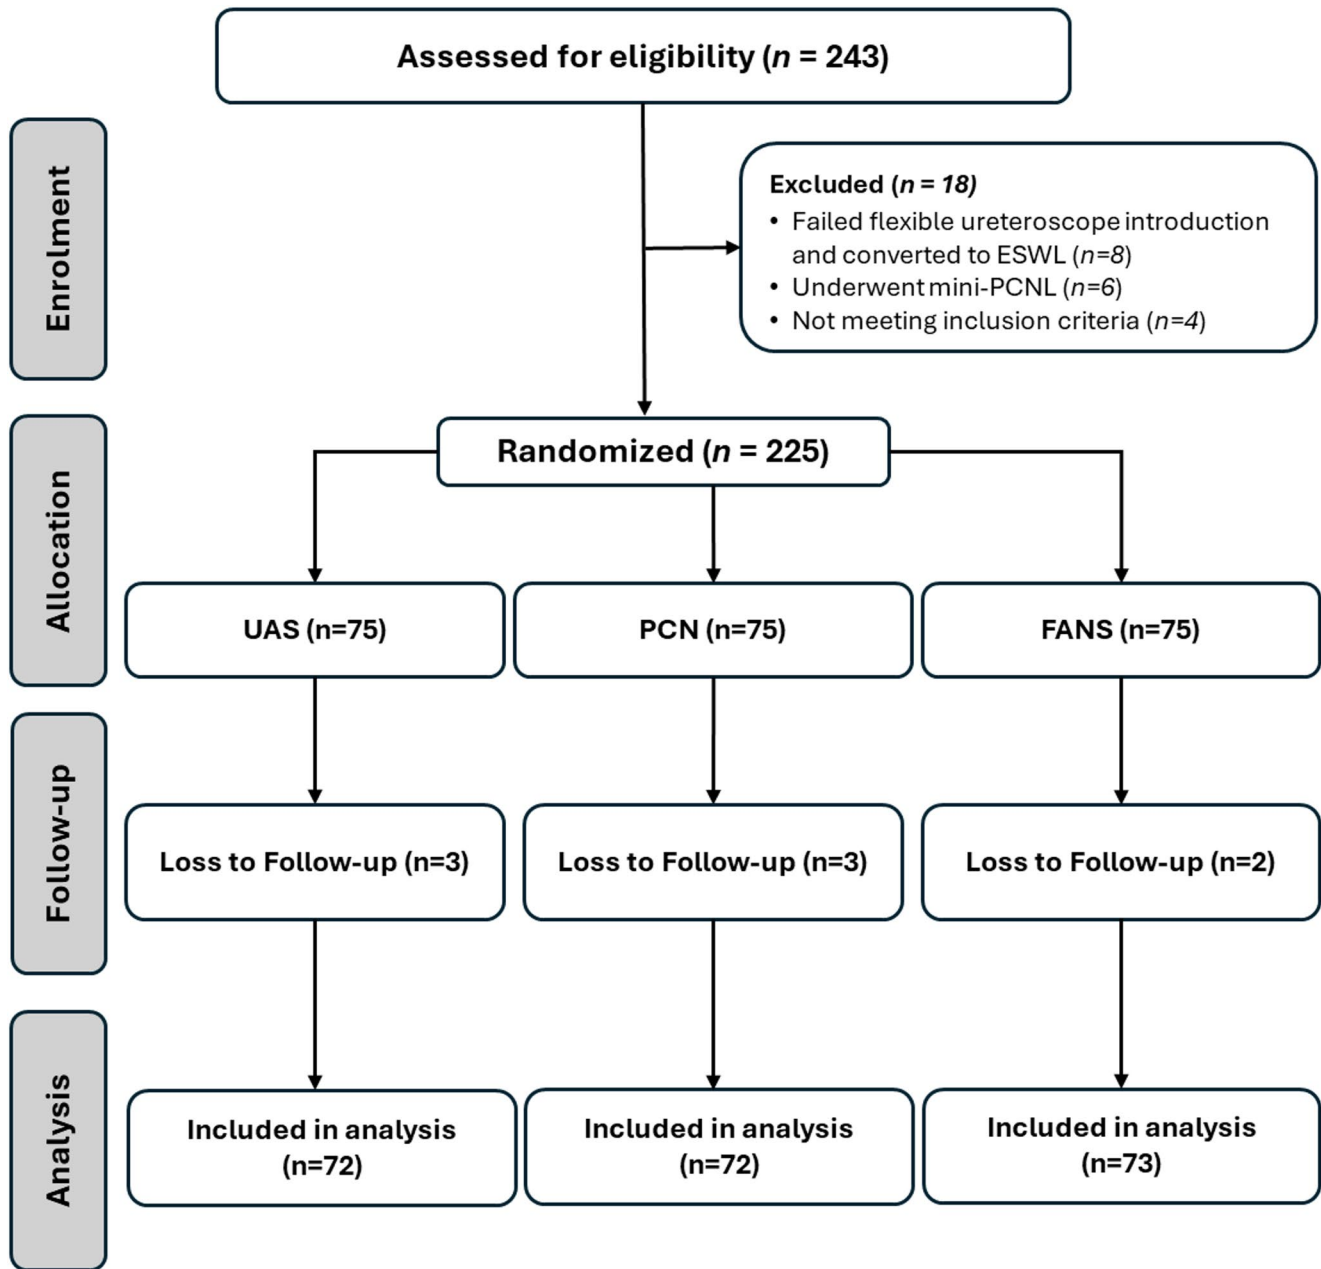 Assessed for eligibility (n = 243)
Enrolment
Excluded (n = 18)
• Failed flexible ureteroscope introduction
and converted to ESWL (n=8)
• Underwent mini-PCNL (n=6)
• Not meeting inclusion criteria (n=4)
Allocation
Randomized (n = 225)
UAS (n=75)
PCN (n=75)
FANS (n=75)
Follow-up
Loss to Follow-up (n=3)
Loss to Follow-up (n=3)
Loss to Follow-up (n=2)
Analysis
Included in analysis
(n=72)
Included in analysis
(n=72)
Included in analysis
(n=73)